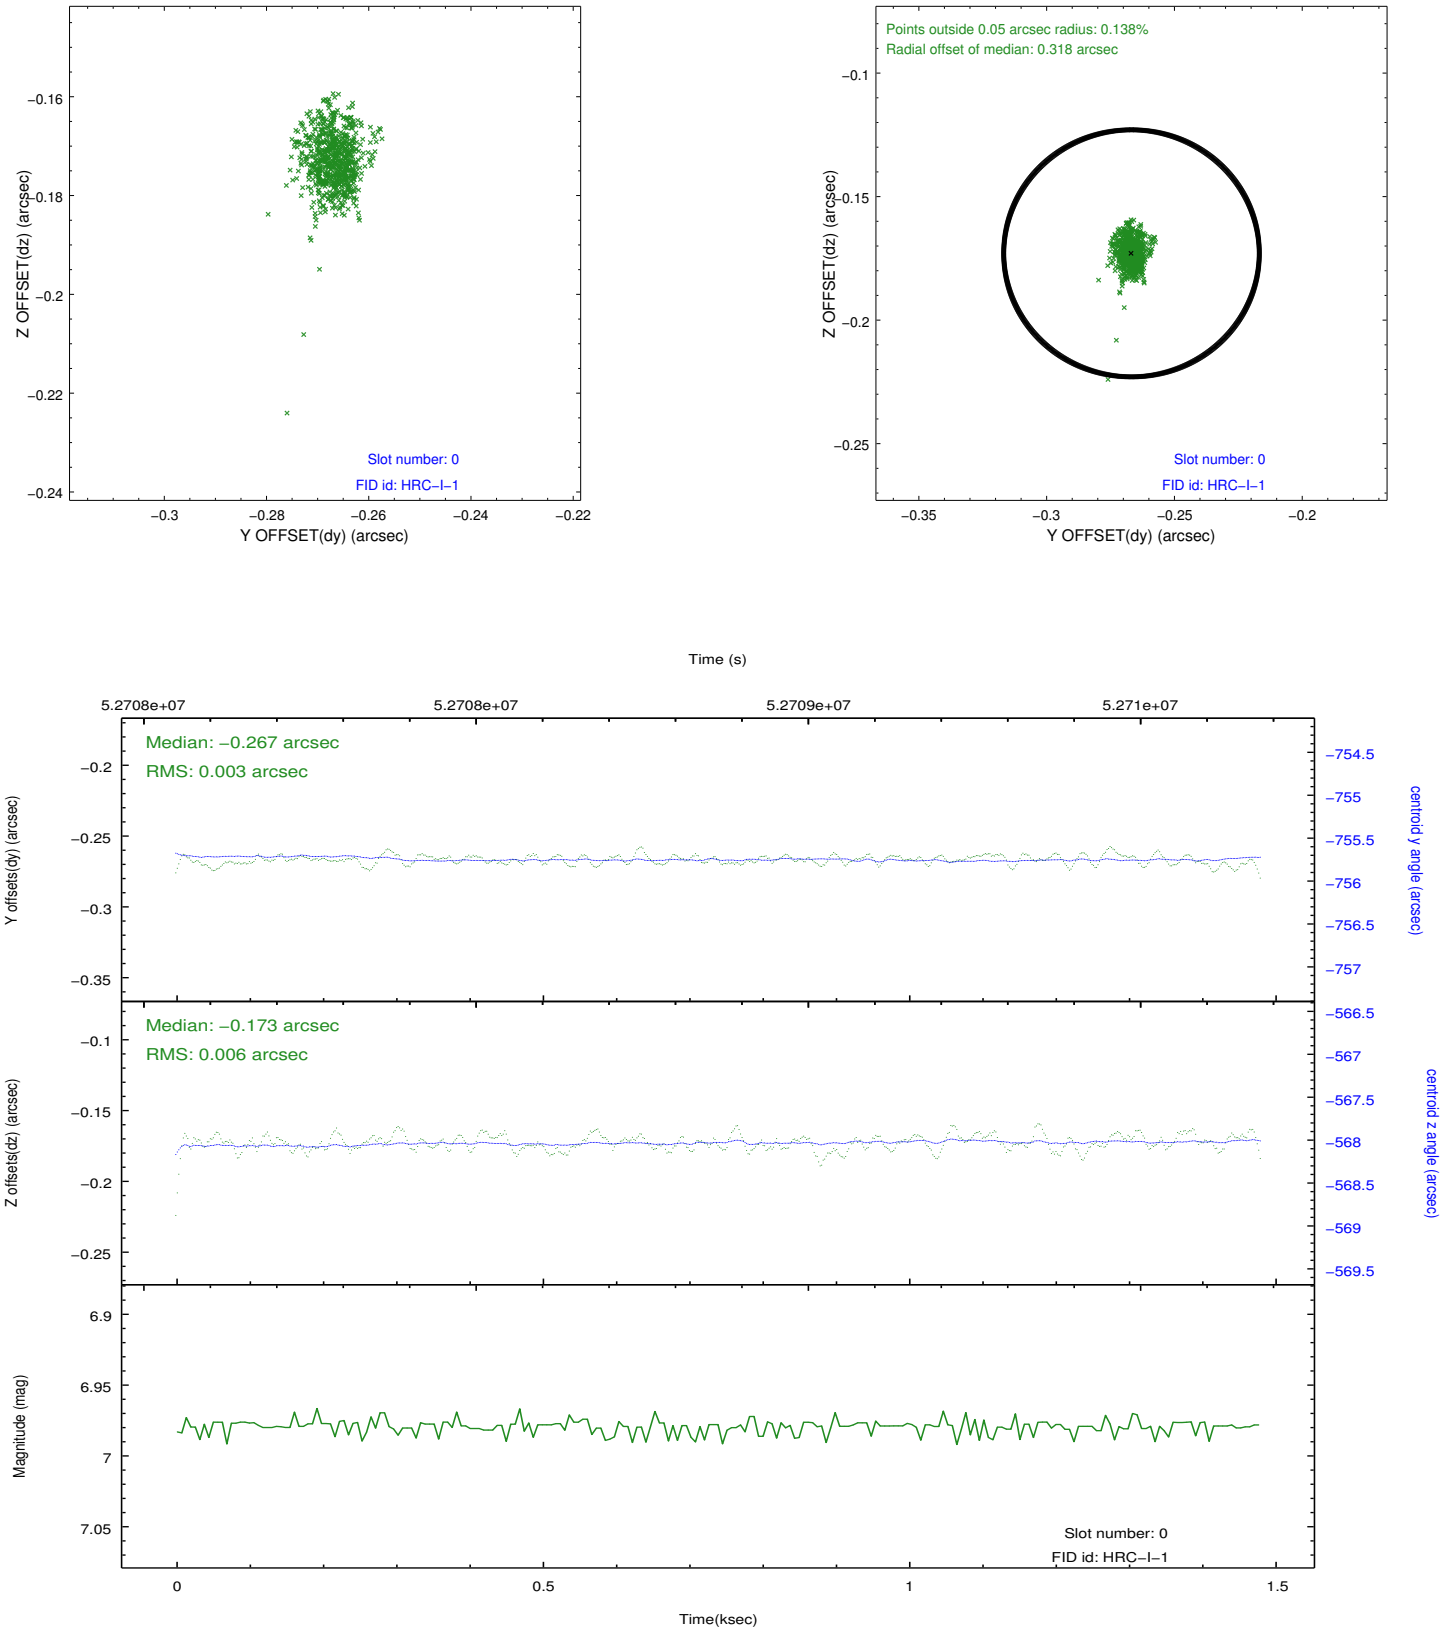 −0.16
−0.18
−0.2
−0.22
−0.24
Z OFFSET(dz) (arcsec)
Slot number: 0
FID id: HRC−I−1
−0.3
−0.28
−0.26
−0.24
−0.22
Y OFFSET(dy) (arcsec)
Points outside 0.05 arcsec radius: 0.138%
Radial offset of median: 0.318 arcsec
−0.1
−0.15
−0.2
−0.25
Z OFFSET(dz) (arcsec)
Slot number: 0
FID id: HRC−I−1
−0.35
−0.3
−0.25
−0.2
Y OFFSET(dy) (arcsec)
Time (s)
5.2708e+07
5.2708e+07
5.2709e+07
5.271e+07
Median: −0.267 arcsec
RMS: 0.003 arcsec
−0.2
−0.25
−0.3
−0.35
Y offsets(dy) (arcsec)
−754.5
−755
−755.5
−756
−756.5
−757
centroid y angle (arcsec)
Median: −0.173 arcsec
RMS: 0.006 arcsec
−0.1
−0.15
−0.2
−0.25
Z offsets(dz) (arcsec)
−566.5
−567
−567.5
−568
−568.5
−569
−569.5
centroid z angle (arcsec)
6.9
6.95
7
7.05
Magnitude (mag)
Slot number: 0
FID id: HRC−I−1
0
0.5
1
1.5
Time(ksec)